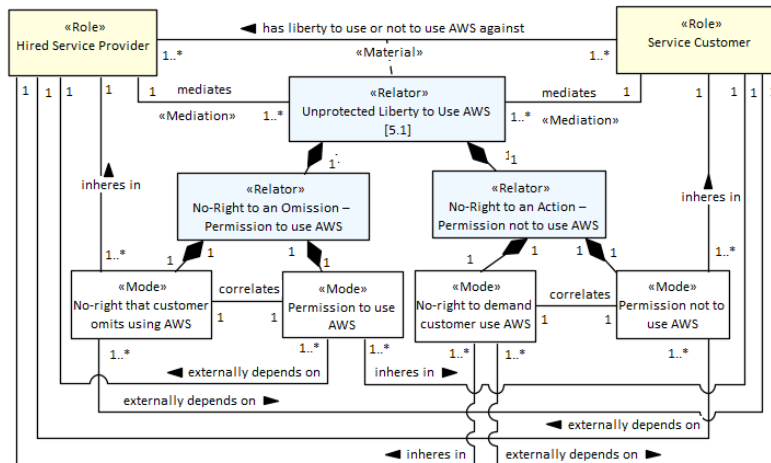 ◄ has liberty to use or not to use AWS against
«Role»
Hired Service Provider
«Role»
Service Customer
1..*
«Material»
1..*
1 1 1 1 1
1 1 1 1
mediates
«Relator»
Unprotected Liberty to Use AWS
[5.1]
mediates
«Mediation»
1..*
1..*
«Mediation»
1
1
1
inheres in
«Relator»
No-Right to an Omission –
Permission to use AWS
«Relator»
No-Right to an Action –
Permission not to use AWS
inheres in
1 1 1 1
1..*
1 1 1 1
1..*
«Mode»
No-right that customer
omits using AWS
correlates
1 1
«Mode»
Permission to use
AWS
«Mode»
No-right to demand
customer use AWS
correlates
1 1
«Mode»
Permission not to
use AWS
1..*
1..*
1..*
1..*
1..*
1..*
◄ externally depends on
inheres in ►
externally depends on ►
◄ externally depends on
◄ inheres in
externally depends on ►